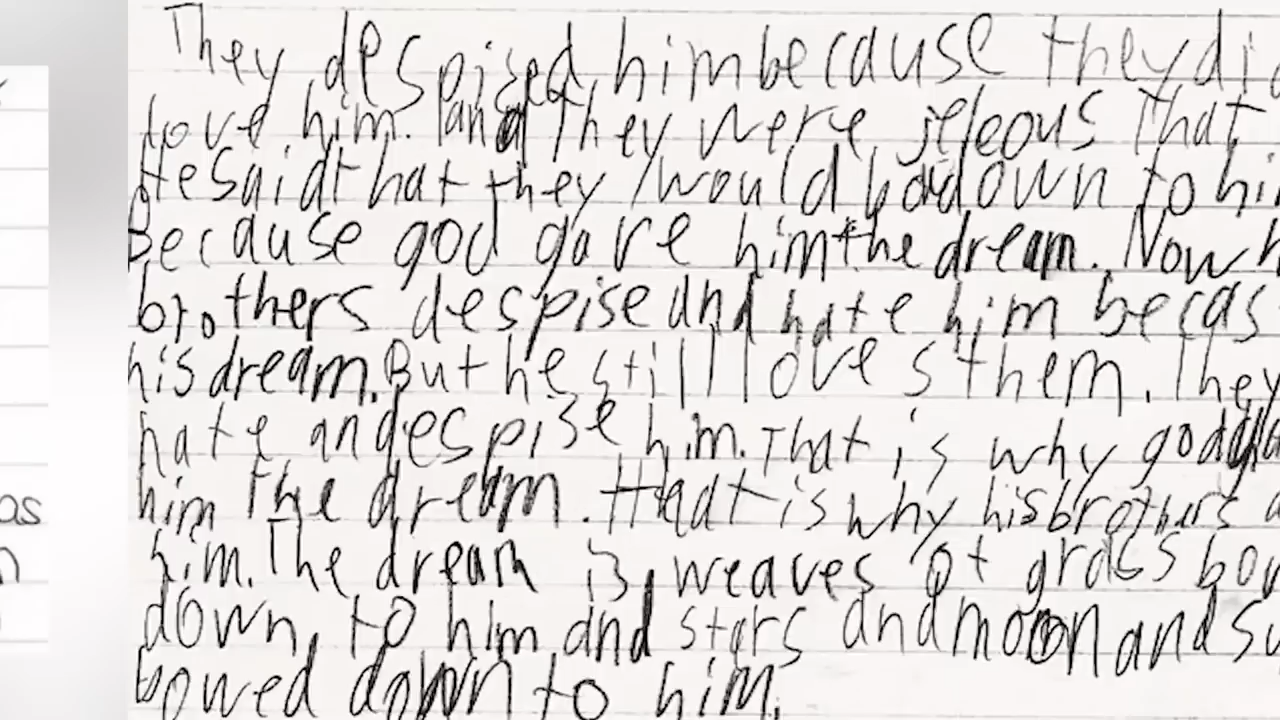 They despised him because they di
love him. and they were jeleous That
He said that they would bow down to hi
Because god gave him the dream. Now h
brothers despise and hate him becas
his dream. But he still loves them. They
hate an despise him. That is why god
him The dream. that is why his brothers
him. The dream is weaves of grass bow
down to him and stars and moon and su
bowed down to him.
as
n